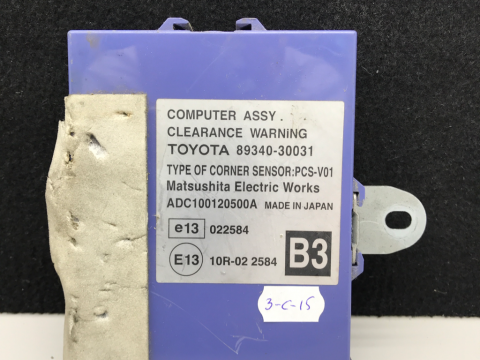 COMPUTER ASSY.
CLEARANCE WARNING
TOYOTA 89340-30031
TYPE OF CORNER SENSOR:PCS-V01
Matsushita Electric Works
ADC100120500A MADE IN JAPAN
e13 022584
E13 10R-02 2584 B3
3-C-15